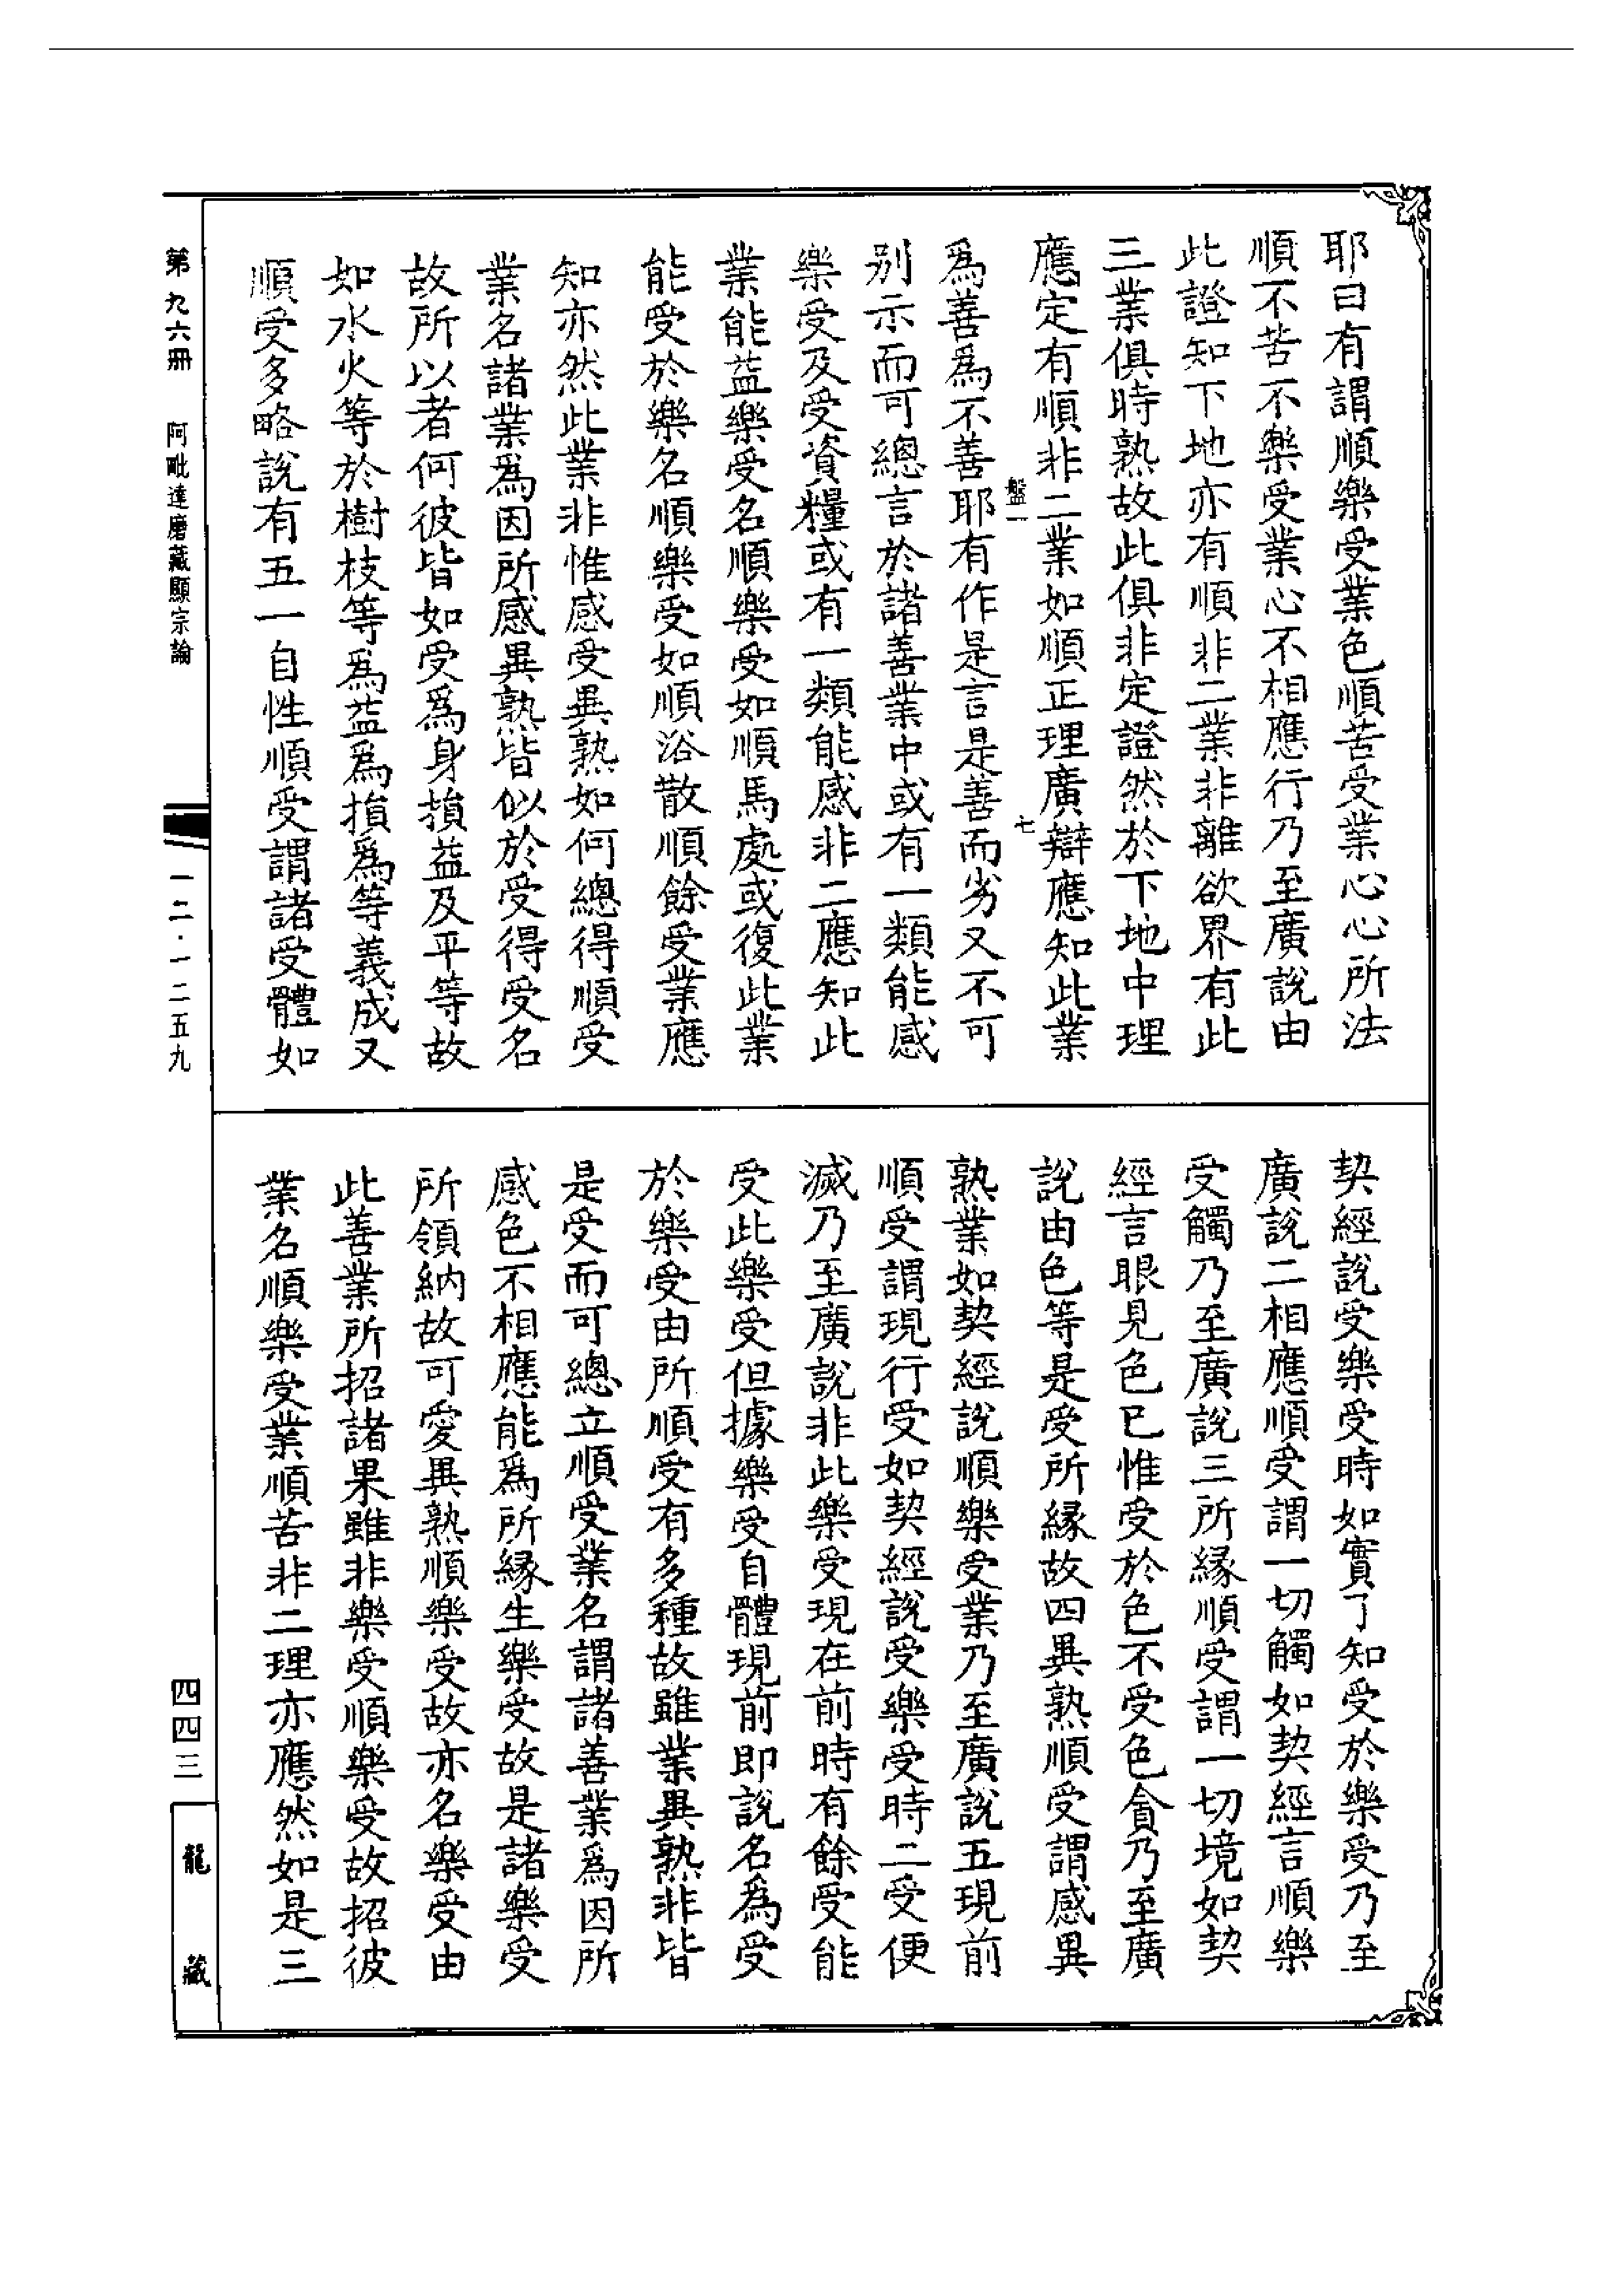 耶曰有謂順樂受業色順苦受業心心所法
順不苦不樂受業心不相應行乃至廣說由
此證知下地亦有順非二業非離欲界有此
三業俱時熟故此俱非定證然於下地中理
應定有順非二業如順正理廣辯應知此業
盤一
七
為善為不善耶有作是言是善而劣又不可
別示而可總言於諸善業中或有一類能感
樂受及受資糧或有一類能感非二應知此
業能益樂受名順樂受如順馬處或復此業
能受於樂名順樂受如順浴散順餘受業應
知亦然此業非惟感受異熟如何總得順受
業名諸業為因所感異熟皆似於受得受名
故所以者何彼皆如受為身損益及平等故
如水火等於樹枝等為益為損為等義成又
順受多略說有五一自性順受謂諸受體如
契經說受樂受時如實了知受於樂受乃至
廣說二相應順受謂一切觸如契經言順樂
受觸乃至廣說三所緣順受謂一切境如契
經言眼見色已惟受於色不受色貪乃至廣
說由色等是受所緣故四異熟順受謂感異
熟業如契經說順樂受業乃至廣說五現前
順受謂現行受如契經說受樂受時二受便
滅乃至廣說非此樂受現在前時有餘受能
受此樂受但據樂受自體現前即說名為受
於樂受由所順受有多種故雖業異熟非皆
是受而可總立順受業名謂諸善業為因所
感色不相應能為所緣生樂受故是諸樂受
所領納故可愛異熟順樂受故亦名樂受由
此善業所招諸果雖非樂受順樂受故招彼
業名順樂受業順苦非二理亦應然如是三
第九六冊
阿毗達磨藏顯宗論
一二·一二五九
四四三
龍藏